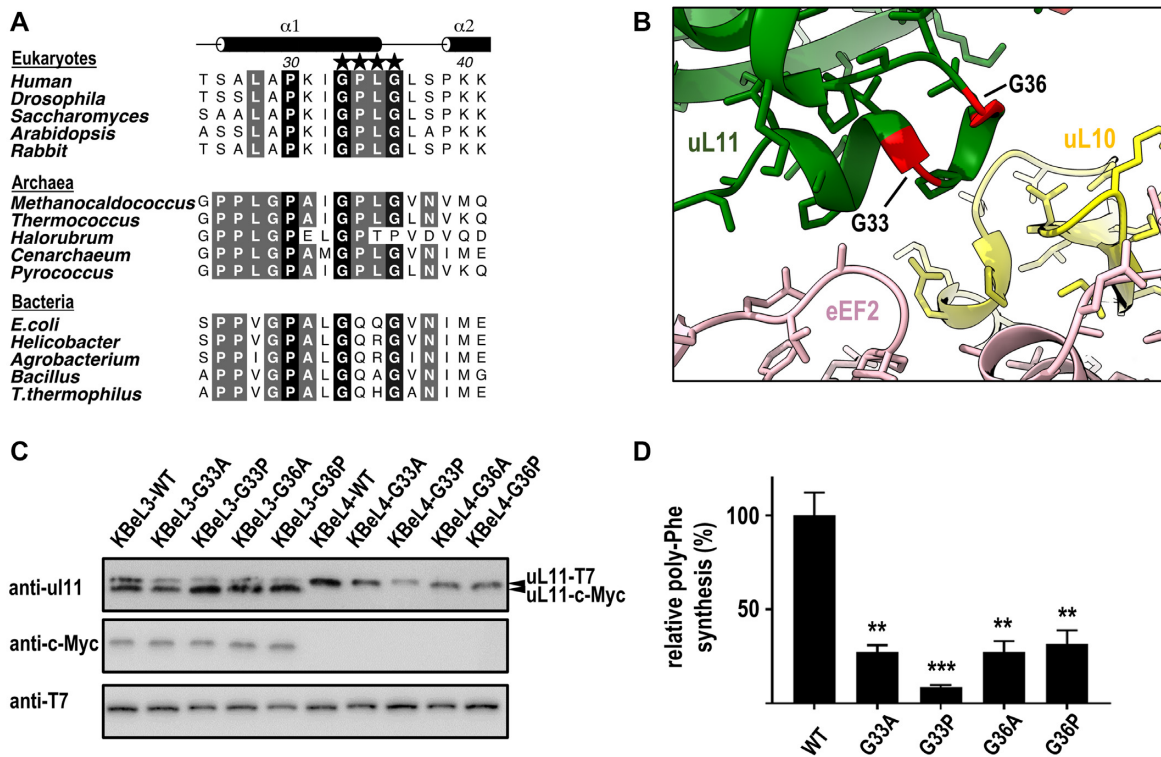 A
α1 α2
Eukaryotes 30 ★★★★ 40
Human T S A L A P K I G P L G L S P K K
Drosophila T S S L A P K I G P L G L S P K K
Saccharomyces A S A L A P K I G P L G L S P K K
Arabidopsis A S S L A P K I G P L G L A P K K
Rabbit T S A L A P K I G P L G L S P K K
Archaea
Methanocaldococcus G P P L G P A I G P L G V N V M Q
Thermococcus G P P L G P A I G P L G L N V K Q
Halorubrum G P P L G P E L G P T P V D V Q D
Cenarchaeum G P P L G P A M G P L G V N I K E
Pyrococcus G P P L G P A I G P L G L N V K Q
Bacteria
E.coli S P P V G P A L G Q Q G V N I M E
Helicobacter S P P V G P A L G Q R G V N I M E
Agrobacterium S P P I G P A L G Q R G I N I M E
Bacillus A P P V G P A L G Q A G V N I M G
T.thermophilus A P P V G P A L G Q H G A N I M E
B
G36
uL11
uL10
G33
eEF2
C
KBeL3-WT KBeL3-G33A KBeL3-G33P KBeL3-G36A KBeL3-G36P KBeL4-WT KBeL4-G33A KBeL4-G33P KBeL4-G36A KBeL4-G36P
anti-ul11
uL11-T7
uL11-c-Myc
anti-c-Myc
anti-T7
D
relative poly-Phe
synthesis (%)
100
50
** *** ** **
WT G33A G33P G36A G36P